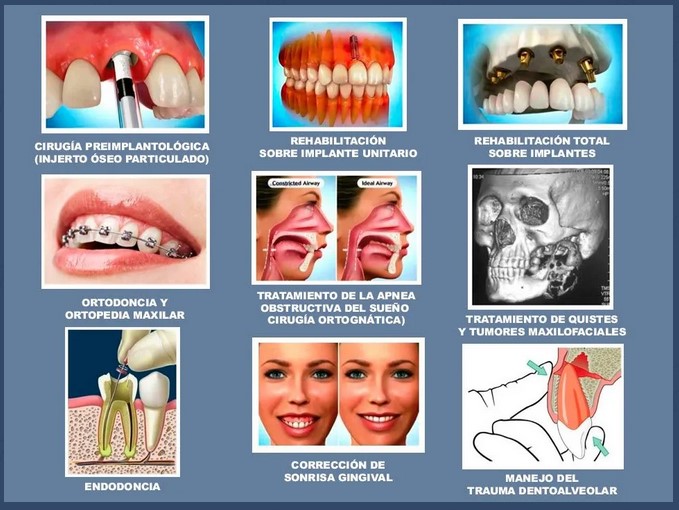 CIRUGÍA PREIMPLANTOLÓGICA
(INJERTO ÓSEO PARTICULADO)
REHABILITACIÓN
SOBRE IMPLANTE UNITARIO
REHABILITACIÓN TOTAL
SOBRE IMPLANTES
ORTODONCIA Y
ORTOPEDIA MAXILAR
Constricted Airway
Ideal Airway
TRATAMIENTO DE LA APNEA
OBSTRUCTIVA DEL SUEÑO
CIRUGÍA ORTOGNÁTICA)
TRATAMIENTO DE QUISTES
Y TUMORES MAXILOFACIALES
ENDODONCIA
CORRECCIÓN DE
SONRISA GINGIVAL
MANEJO DEL
TRAUMA DENTOALVEOLAR